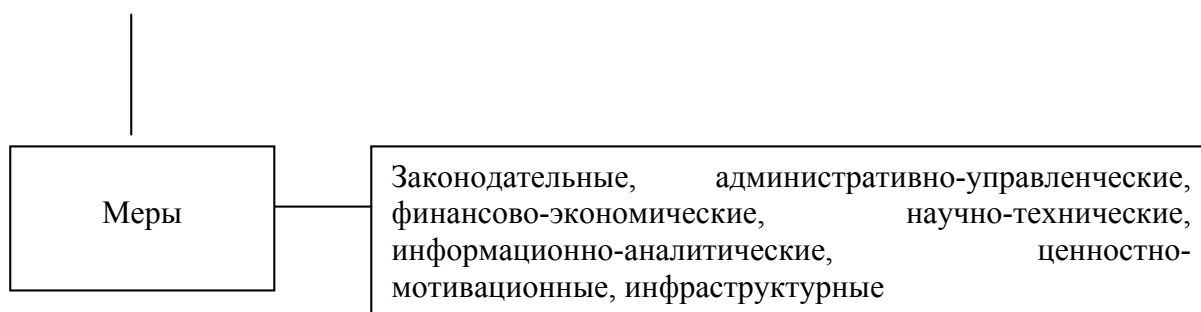 Меры
Законодательные, административно-управленческие,
финансово-экономические, научно-технические,
информационно-аналитические, ценностно-
мотивационные, инфраструктурные